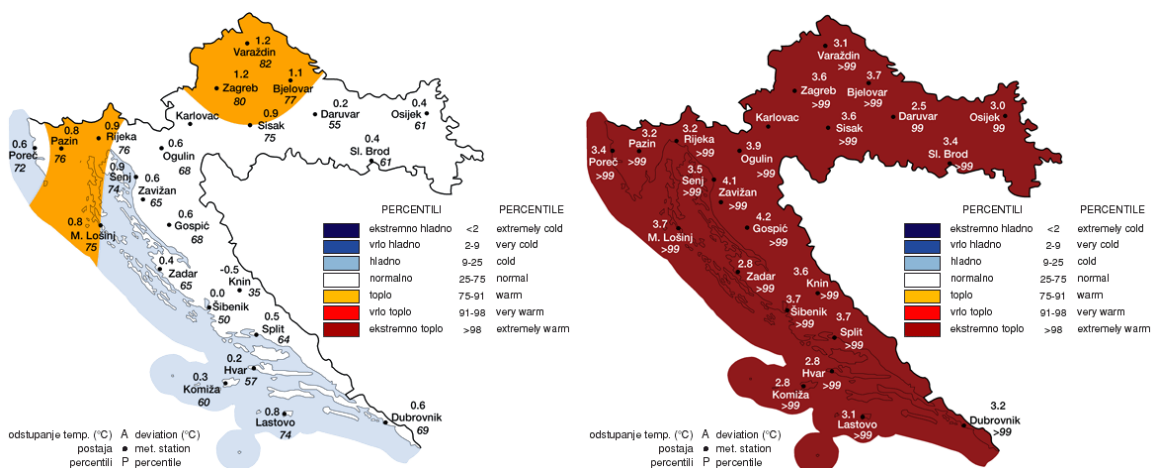 1.2
Varaždin
82
1.2
Zagreb
80
1.1
Bjelovar
77
Karlovac
0.9
Sisak
75
0.2
Daruvar
55
0.4
Osijek
61
0.4
Sl. Brod
61
0.6
Poreč
72
0.8
Pazin
76
0.9
Rijeka
76
0.6
Ogulin
68
0.9
Senj
74
0.6
Zavižan
65
0.8
M. Lošinj
75
0.6
Gospić
68
0.4
Zadar
65
-0.5
Knin
35
0.0
Šibenik
50
0.5
Split
64
0.2
Hvar
57
0.3
Komiža
60
0.8
Lastovo
74
0.6
Dubrovnik
69
PERCENTILI PERCENTILE
ekstremno hladno <2 extremely cold
vrlo hladno 2-9 very cold
hladno 9-25 cold
normalno 25-75 normal
toplo 75-91 warm
vrlo toplo 91-98 very warm
ekstremno toplo >98 extremely warm
odstupanje temp. (°C) A deviation (°C)
postaja met. station
percentili P percentile
3.1
Varaždin
>99
3.6
Zagreb
>99
3.7
Bjelovar
>99
Karlovac
3.6
Sisak
>99
2.5
Daruvar
99
3.0
Osijek
99
3.4
Sl. Brod
>99
3.4
Poreč
>99
3.2
Pazin
>99
3.2
Rijeka
>99
3.9
Ogulin
>99
3.5
Senj
>99
4.1
Zavižan
>99
3.7
M. Lošinj
>99
4.2
Gospić
>99
2.8
Zadar
>99
3.6
Knin
>99
3.7
Šibenik
>99
3.7
Split
>99
2.8
Hvar
>99
2.8
Komiža
>99
3.1
Lastovo
>99
3.2
Dubrovnik
>99
PERCENTILI PERCENTILE
ekstremno hladno <2 extremely cold
vrlo hladno 2-9 very cold
hladno 9-25 cold
normalno 25-75 normal
toplo 75-91 warm
vrlo toplo 91-98 very warm
ekstremno toplo >98 extremely warm
odstupanje temp. (°C) A deviation (°C)
postaja met. station
percentili P percentile